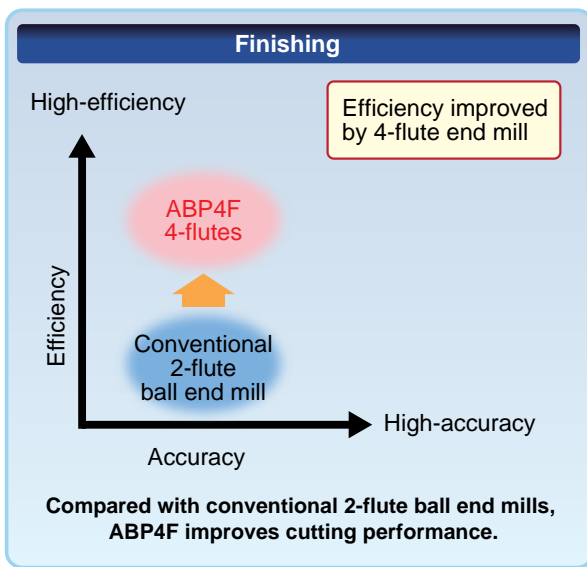 Finishing
High-efficiency
Efficiency improved
by 4-flute end mill
ABP4F
4-flutes
Efficiency
Conventional
2-flute
ball end mill
High-accuracy
Accuracy
Compared with conventional 2-flute ball end mills,
ABP4F improves cutting performance.